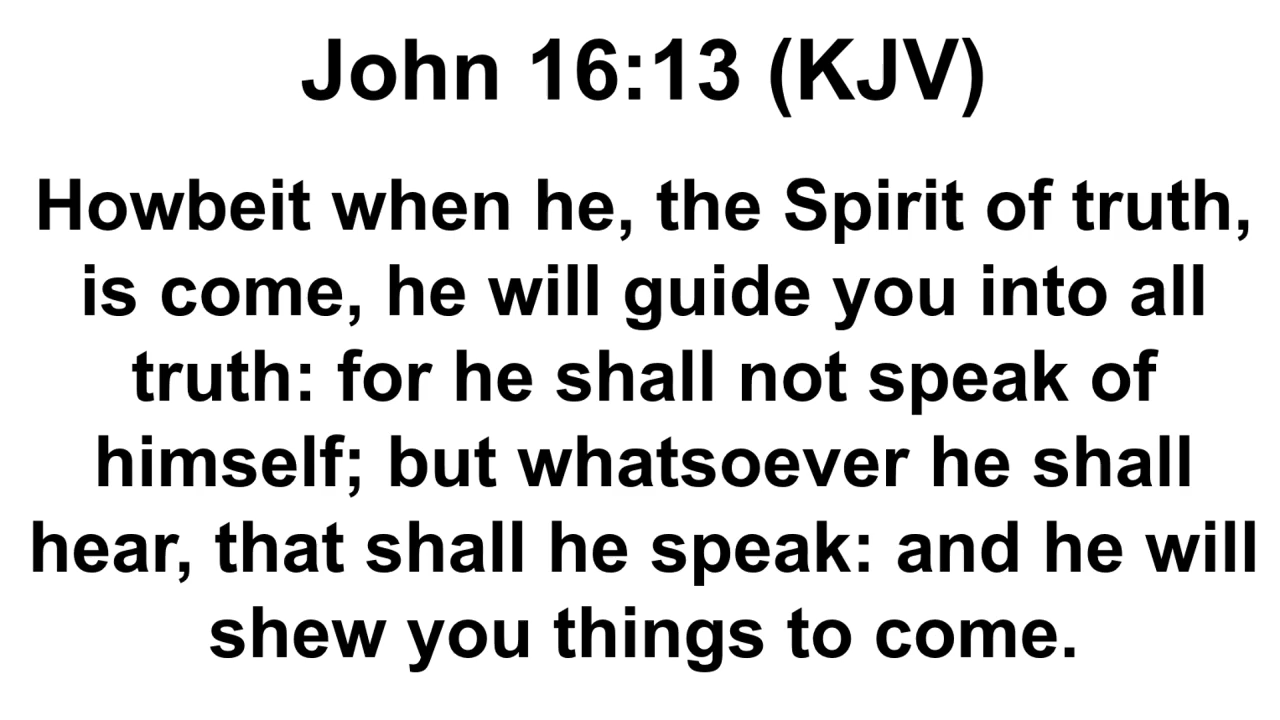 John 16:13 (KJV)
Howbeit when he, the Spirit of truth,
is come, he will guide you into all
truth: for he shall not speak of
himself; but whatsoever he shall
hear, that shall he speak: and he will
shew you things to come.